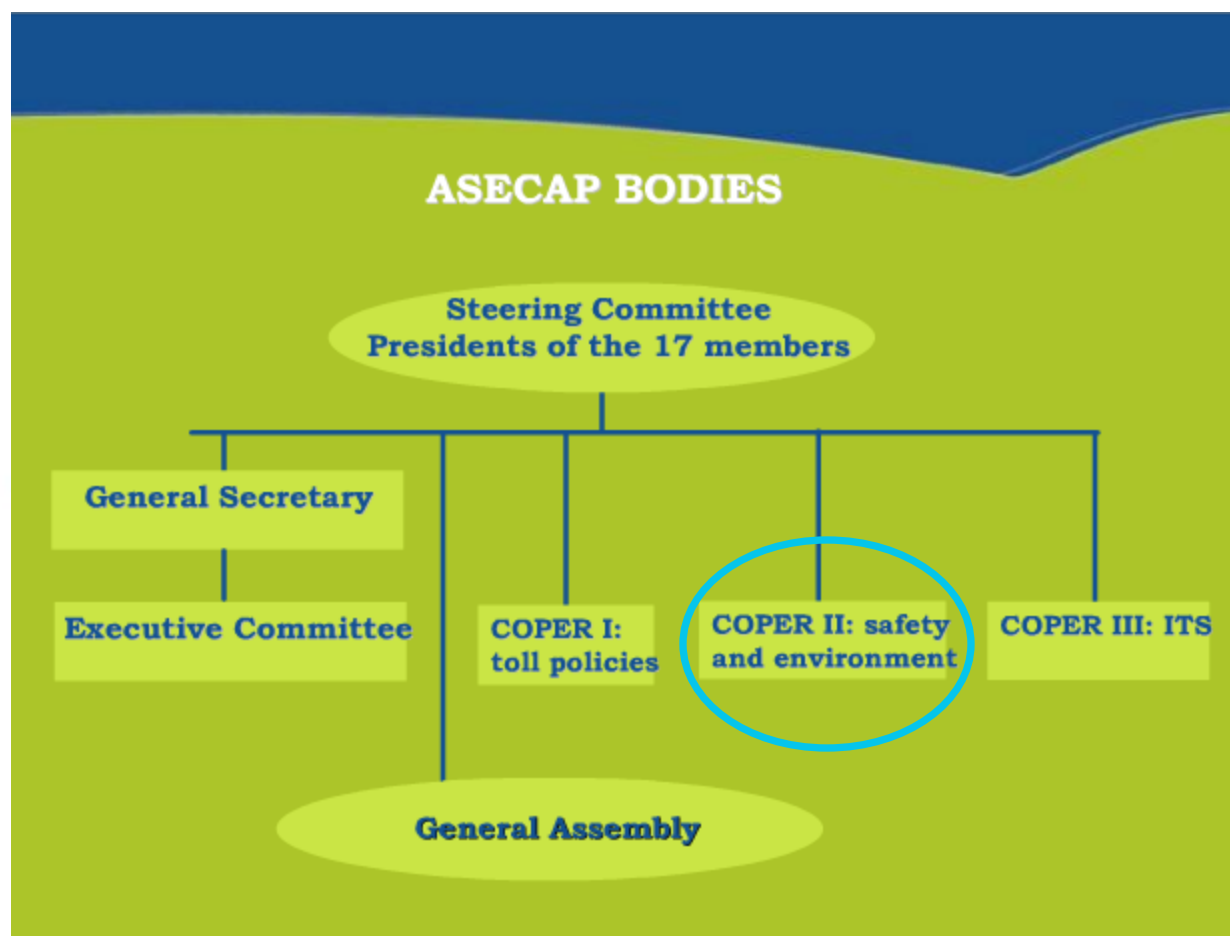 ASECAP BODIES
Steering Committee
Presidents of the 17 members
General Secretary
Executive Committee
COPER I:
toll policies
COPER II: safety
and environment
COPER III: ITS
General Assembly